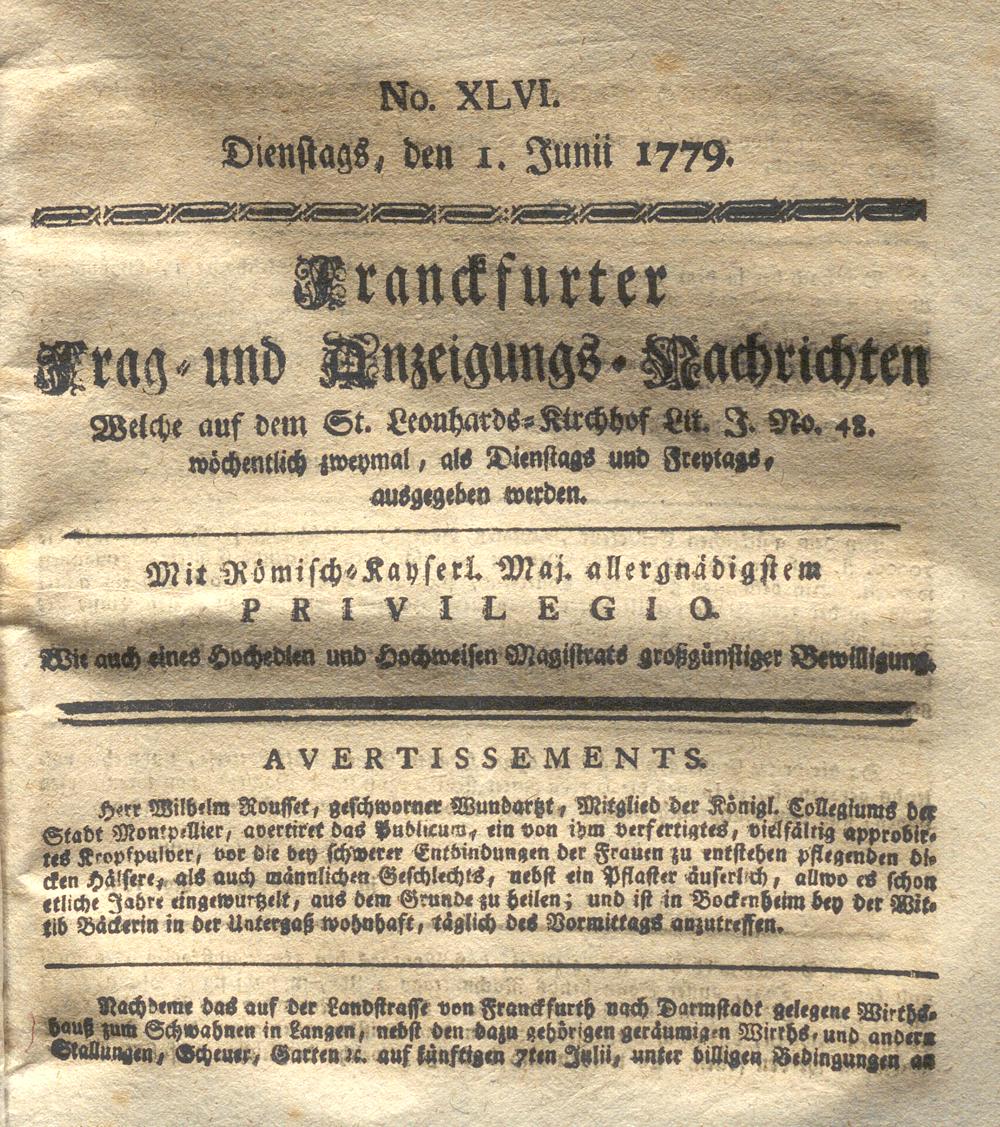 No. XLVI.
Dienstags, den 1. Junii 1779.
Franckfurter
Frag- und Anzeigungs-Nachrichten
Welche auf dem St. Leonhards-Kirchhof Lit. J. No. 48.
wöchentlich zweymal, als Dienstags und Freytags,
ausgegeben werden.
Mit Römisch-Kayserl. Maj. allergnädigstem
PRIVILEGIO.
Wie auch eines Hochedlen und Hochweisen Magistrats großgünstiger Bewilligung.
AVERTISSEMENTS.
Herr Wilhelm Rousset, geschworner Wundartzt, Mitglied der Königl. Collegiums der
Stadt Montpellier, avertiret das Publicum, ein von ihm verfertigtes, vielfältig approbir-
tes Kropfpulver, vor die bey schwerer Entbindungen der Frauen zu entstehen pflegenden di-
cken Hälsere, als auch männlichen Geschlechts, nebst ein Pflaster äuserlich, allwo es schon
etliche Jahre eingewurtzelt, aus dem Grunde zu heilen; und ist in Bockenheim bey der Wit-
tib Bäckerin in der Untergaß wohnhaft, täglich des Vormittags anzutreffen.
Nachdeme das auf der Landstrasse von Franckfurth nach Darmstadt gelegene Wirths-
hauß zum Schwahnen in Langen, nebst den dazu gehörigen geräumigen Wirths- und andern
Stallungen, Scheuer, Garten ꝛc. auf künftigen 7ten Julii, unter billigen Bedingungen an